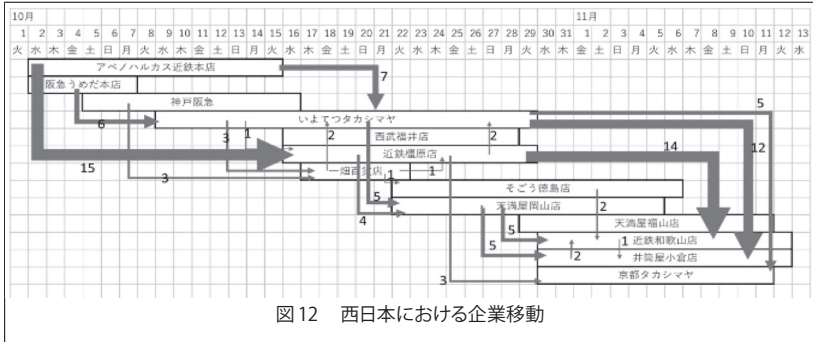 10月 11月
1 2 3 4 5 6 7 8 9 10 11 12 13 14 15 16 17 18 19 20 21 22 23 24 25 26 27 28 29 30 31 1 2 3 4 5 6 7 8 9 10 11 12 13
火 水 木 金 土 日 月 火 水 木 金 土 日 月 火 水 木 金 土 日 月 火 水 木 金 土 日 月 火 水 木 金 土 日 月 火 水 木 金 土 日 月 火 水
アベノハルカス近鉄本店 7
阪急うめだ本店
神戸阪急 5
6 いよてつタカシマヤ
3 1 2 西武福井店 2 12
近鉄橿原店 14
15 一畑百貨店 1
3 1 そごう徳島店
5 天満屋岡山店 2
4 5 天満屋福山店
5 近鉄和歌山店 1
2 井筒屋小倉店
3 京都タカシマヤ
図12 西日本における企業移動